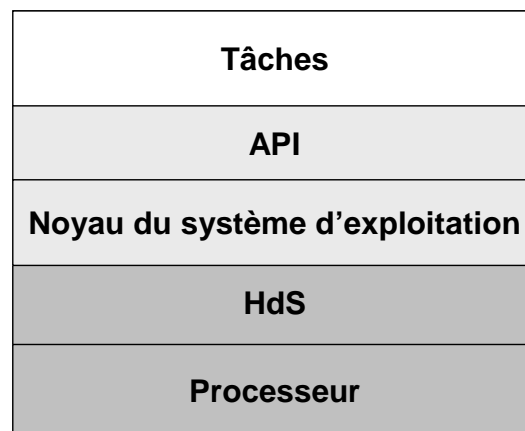 Tâches
API
Noyau du système d’exploitation
HdS
Processeur